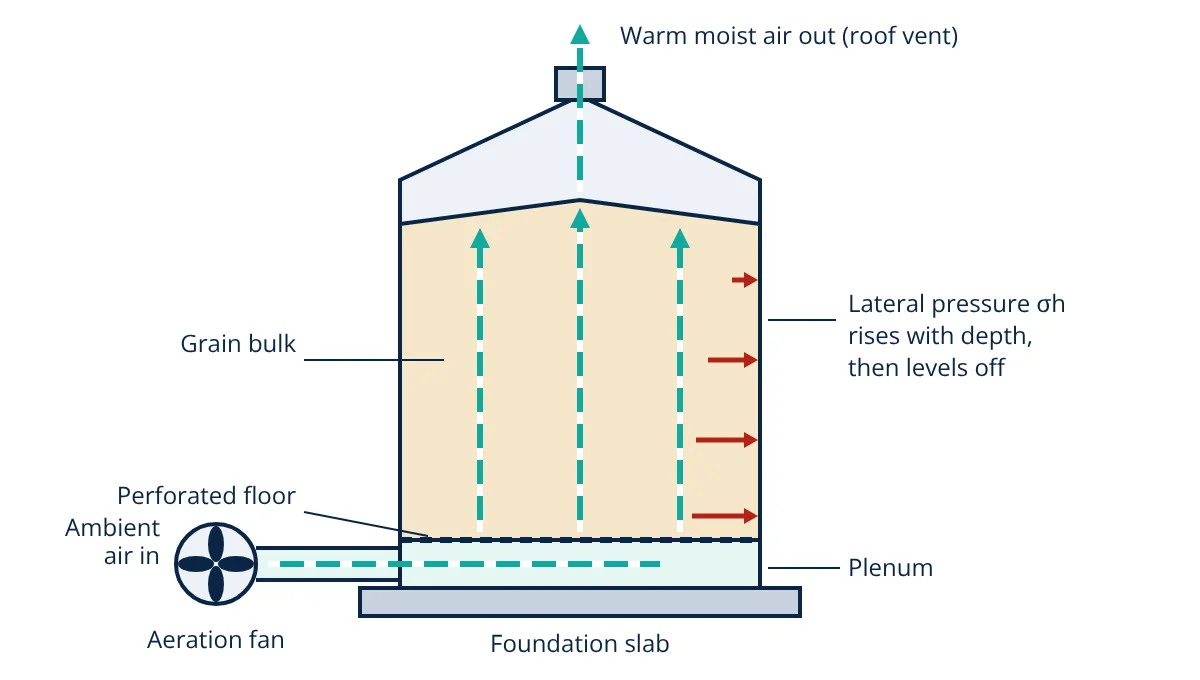 Warm moist air out (roof vent)
Lateral pressure σh
rises with depth,
then levels off
Grain bulk
Perforated floor
Ambient
air in
Plenum
Aeration fan
Foundation slab